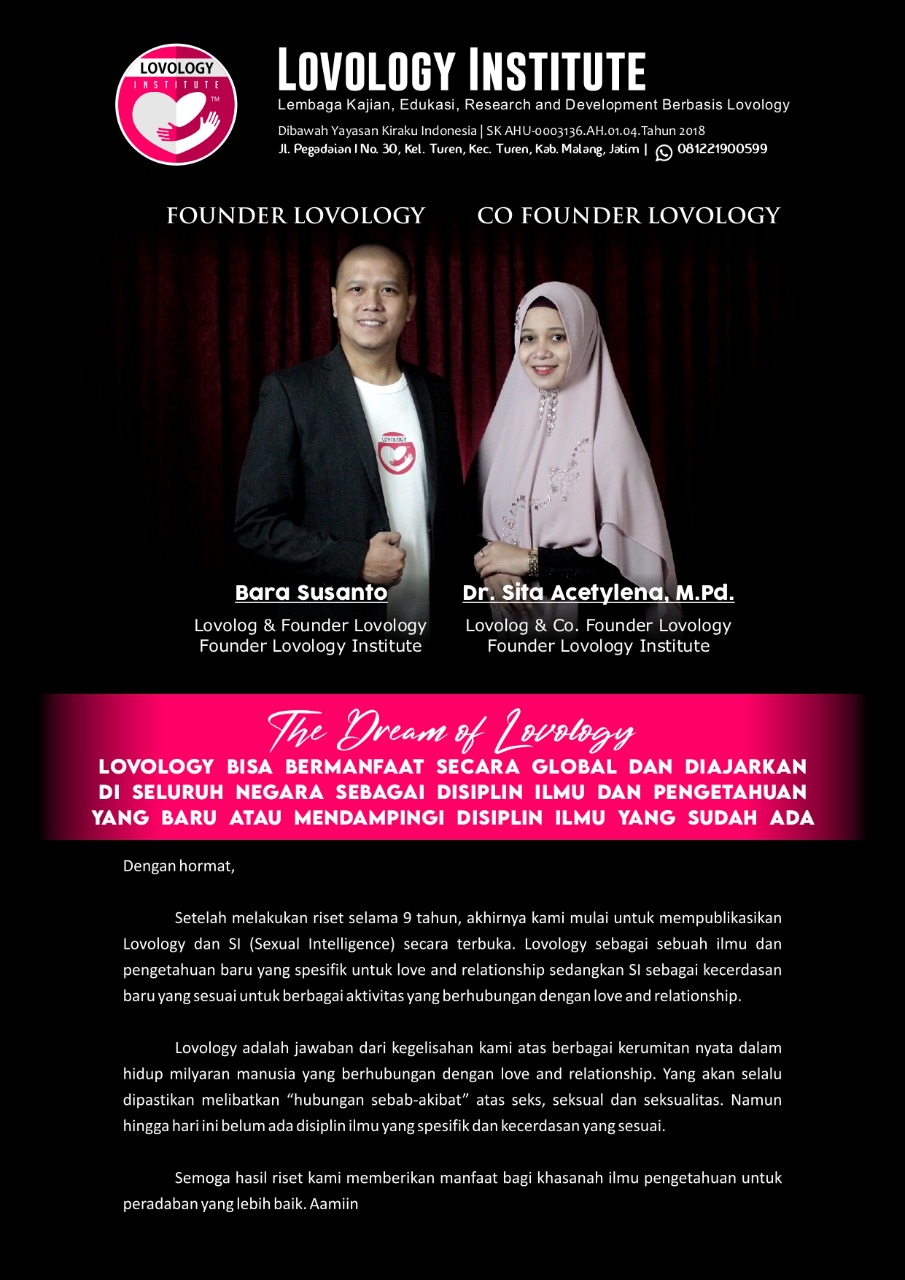 LOVOLOGY
INSTITUTE
TM
LOVOLOGY INSTITUTE
Lembaga Kajian, Edukasi, Research and Development Berbasis Lovology
Dibawah Yayasan Kiraku Indonesia | SK AHU-0003136.AH.01.04.Tahun 2018
Jl. Pegadaian I No. 30, Kel. Turen, Kec. Turen, Kab. Malang, Jatim | 081221900599
FOUNDER LOVOLOGY
CO FOUNDER LOVOLOGY
LOVOLOGY
Bara Susanto
Lovolog & Founder Lovology
Founder Lovology Institute
Dr. Sita Acetylena, M.Pd.
Lovolog & Co. Founder Lovology
Founder Lovology Institute
The Dream of Lovology
LOVOLOGY BISA BERMANFAAT SECARA GLOBAL DAN DIAJARKAN
DI SELURUH NEGARA SEBAGAI DISIPLIN ILMU DAN PENGETAHUAN
YANG BARU ATAU MENDAMPINGI DISIPLIN ILMU YANG SUDAH ADA
Dengan hormat,
Setelah melakukan riset selama 9 tahun, akhirnya kami mulai untuk mempublikasikan
Lovology dan SI (Sexual Intelligence) secara terbuka. Lovology sebagai sebuah ilmu dan
pengetahuan baru yang spesifik untuk love and relationship sedangkan SI sebagai kecerdasan
baru yang sesuai untuk berbagai aktivitas yang berhubungan dengan love and relationship.
Lovology adalah jawaban dari kegelisahan kami atas berbagai kerumitan nyata dalam
hidup milyaran manusia yang berhubungan dengan love and relationship. Yang akan selalu
dipastikan melibatkan “hubungan sebab-akibat” atas seks, seksual dan seksualitas. Namun
hingga hari ini belum ada disiplin ilmu yang spesifik dan kecerdasan yang sesuai.
Semoga hasil riset kami memberikan manfaat bagi khasanah ilmu pengetahuan untuk
peradaban yang lebih baik. Aamiin